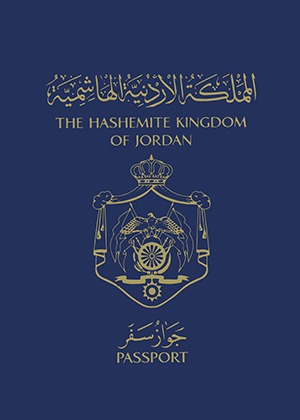 المملكة الأردنية الهاشمية
THE HASHEMITE KINGDOM
OF JORDAN
جواز سفر
PASSPORT